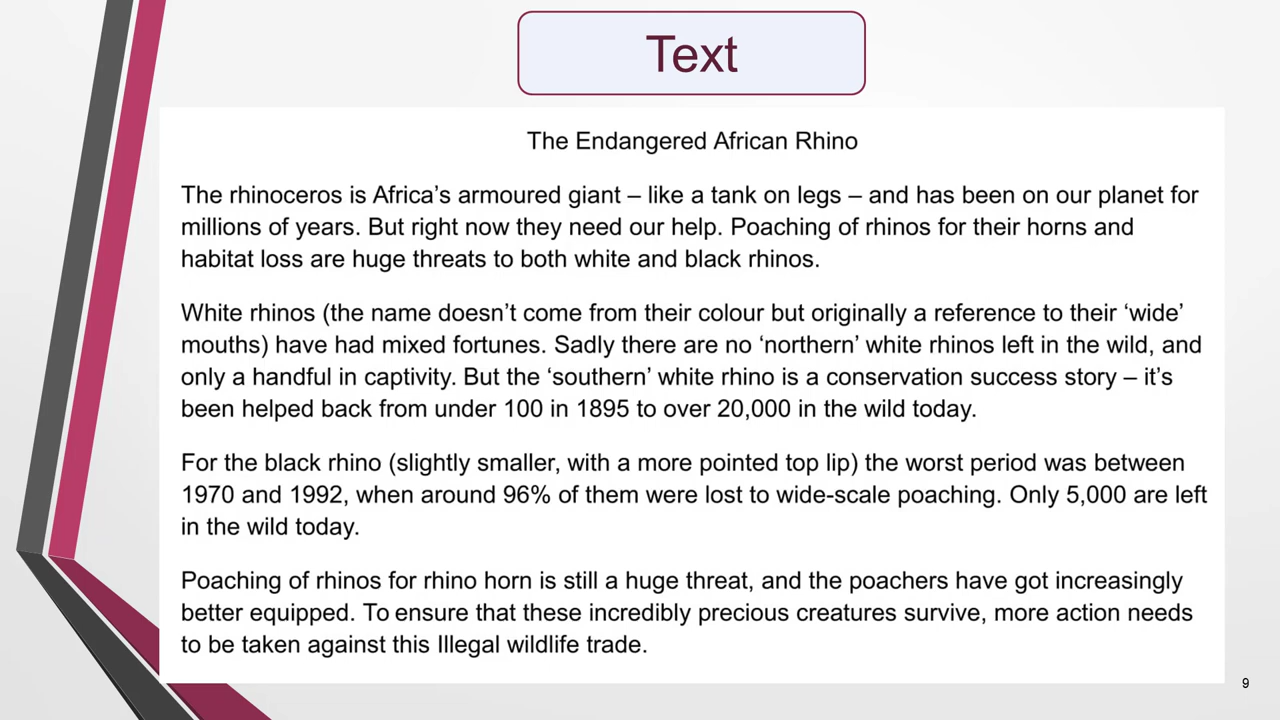 Text
The Endangered African Rhino
The rhinoceros is Africa’s armoured giant – like a tank on legs – and has been on our planet for
millions of years. But right now they need our help. Poaching of rhinos for their horns and
habitat loss are huge threats to both white and black rhinos.
White rhinos (the name doesn’t come from their colour but originally a reference to their ‘wide’
mouths) have had mixed fortunes. Sadly there are no ‘northern’ white rhinos left in the wild, and
only a handful in captivity. But the ‘southern’ white rhino is a conservation success story – it’s
been helped back from under 100 in 1895 to over 20,000 in the wild today.
For the black rhino (slightly smaller, with a more pointed top lip) the worst period was between
1970 and 1992, when around 96% of them were lost to wide-scale poaching. Only 5,000 are left
in the wild today.
Poaching of rhinos for rhino horn is still a huge threat, and the poachers have got increasingly
better equipped. To ensure that these incredibly precious creatures survive, more action needs
to be taken against this Illegal wildlife trade.
9